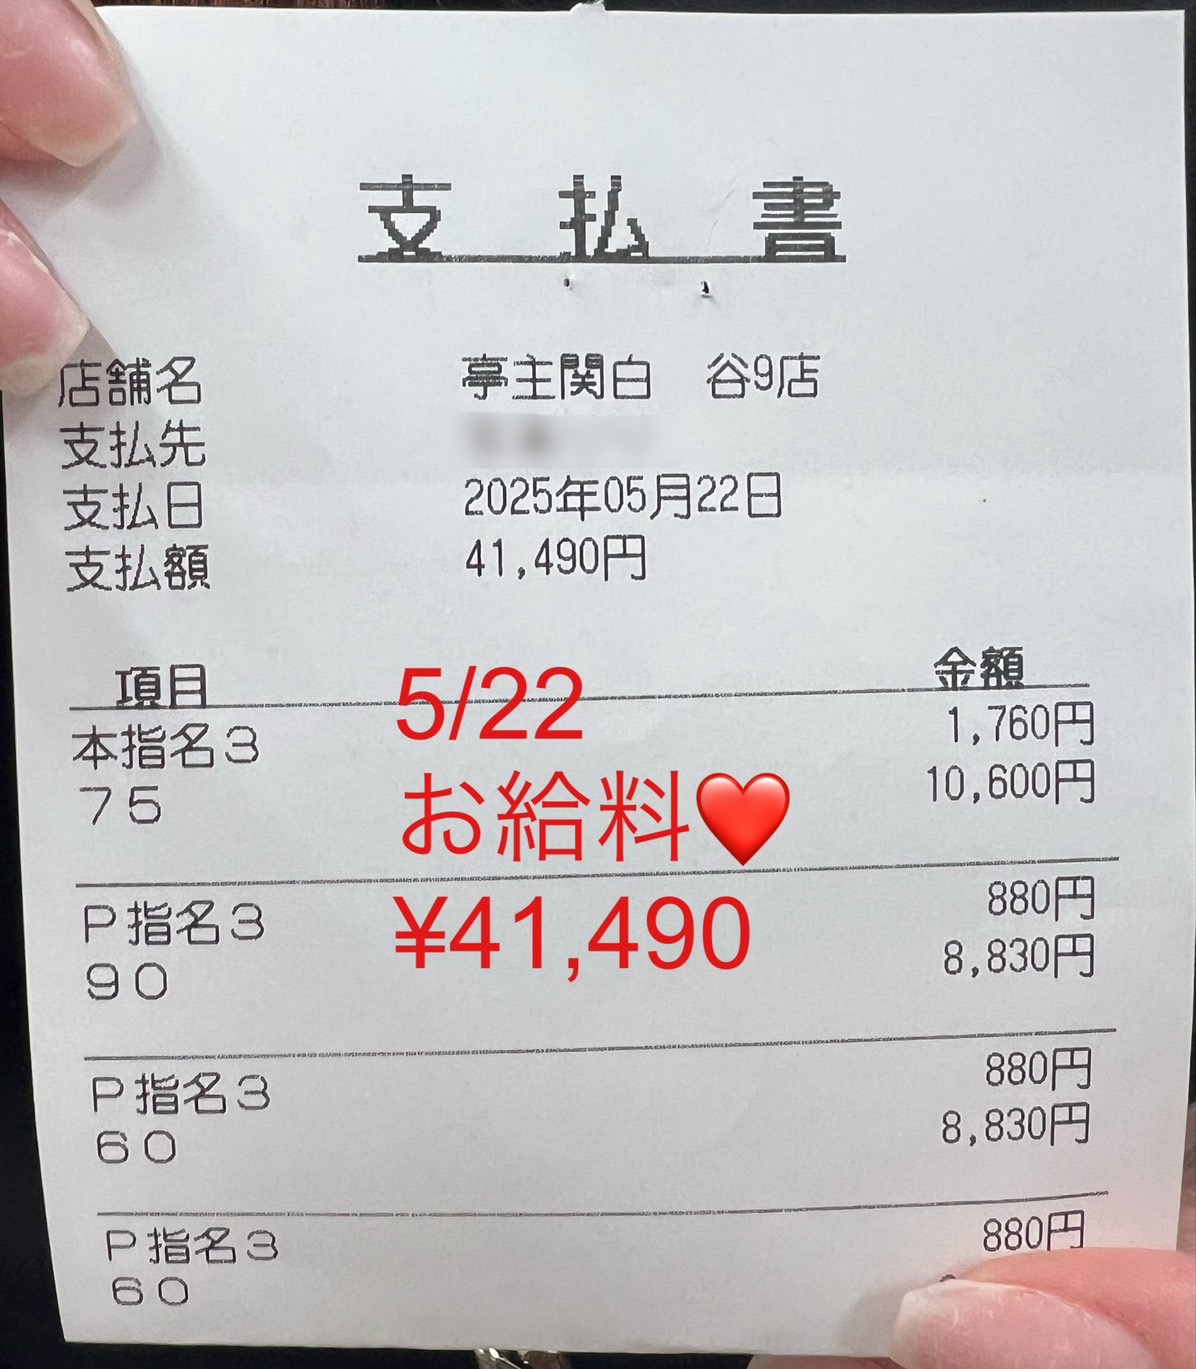 支払書
店舗名 亭主関白 谷9店
支払先
支払日 2025年05月22日
支払額 41,490円
項目 金額
本指名3 1,760円
75 10,600円
P指名3 880円
90 8,830円
P指名3 880円
60 8,830円
P指名3 880円
60
5/22
お給料❤️
¥41,490